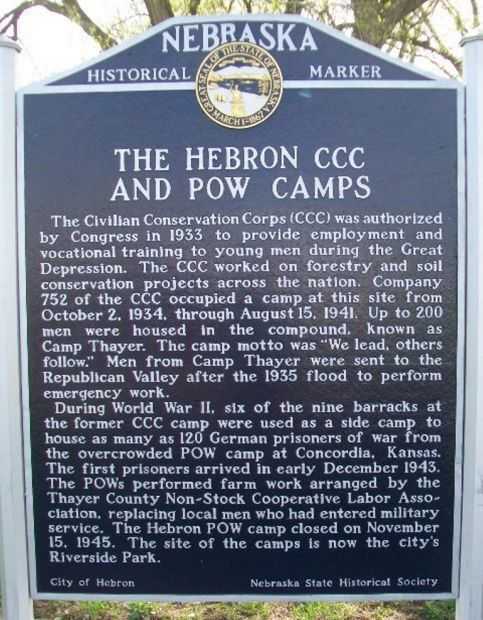 NEBRASKA
HISTORICAL MARKER
GREAT SEAL OF THE STATE OF NEBRASKA
MARCH 1·1867
THE HEBRON CCC
AND POW CAMPS
The Civilian Conservation Corps (CCC) was authorized
by Congress in 1933 to provide employment and
vocational training to young men during the Great
Depression. The CCC worked on forestry and soil
conservation projects across the nation. Company
752 of the CCC occupied a camp at this site from
October 2, 1934, through August 15, 1941. Up to 200
men were housed in the compound, known as
Camp Thayer. The camp motto was "We lead, others
follow." Men from Camp Thayer were sent to the
Republican Valley after the 1935 flood to perform
emergency work.
During World War II, six of the nine barracks at
the former CCC camp were used as a side camp to
house as many as 120 German prisoners of war from
the overcrowded POW camp at Concordia, Kansas.
The first prisoners arrived in early December 1943.
The POWs performed farm work arranged by the
Thayer County Non-Stock Cooperative Labor Asso-
ciation, replacing local men who had entered military
service. The Hebron POW camp closed on November
15, 1945. The site of the camps is now the city's
Riverside Park.
City of Hebron Nebraska State Historical Society